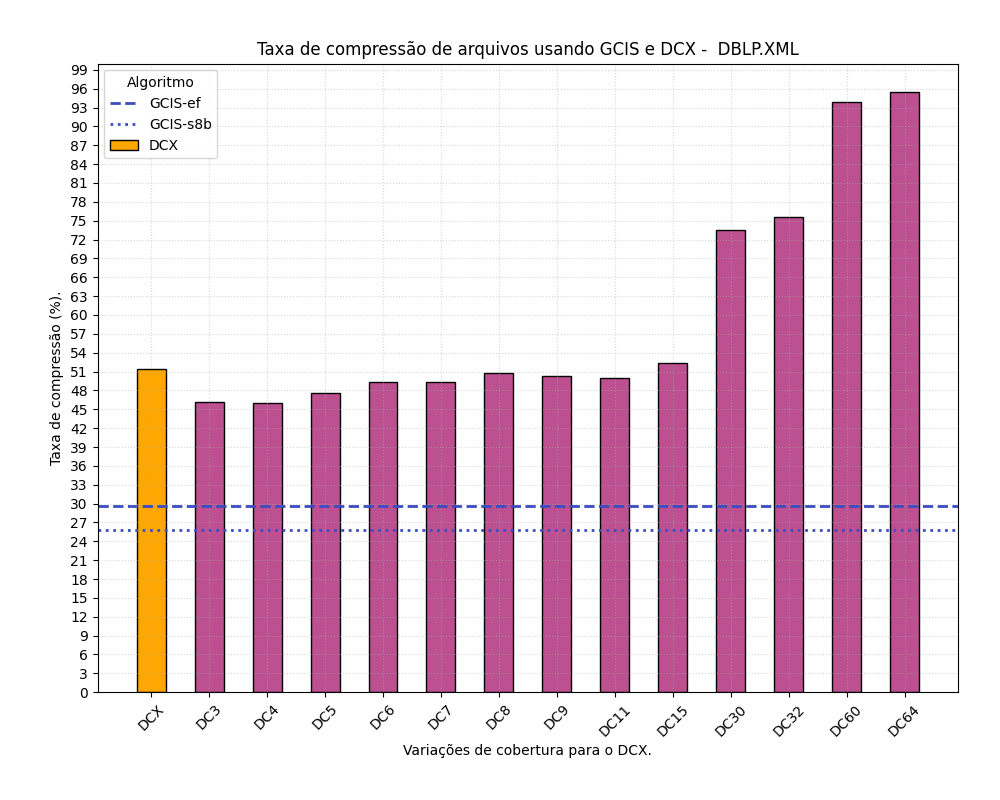 Taxa de compressão de arquivos usando GCIS e DCX -  DBLP.XML
Algoritmo
GCIS-ef
GCIS-s8b
DCX
Taxa de compressão (%).
99
96
93
90
87
84
81
78
75
72
69
66
63
60
57
54
51
48
45
42
39
36
33
30
27
24
21
18
15
12
9
6
3
0
DCX
DC3
DC4
DC5
DC6
DC7
DC8
DC9
DC11
DC15
DC30
DC32
DC60
DC64
Variações de cobertura para o DCX.